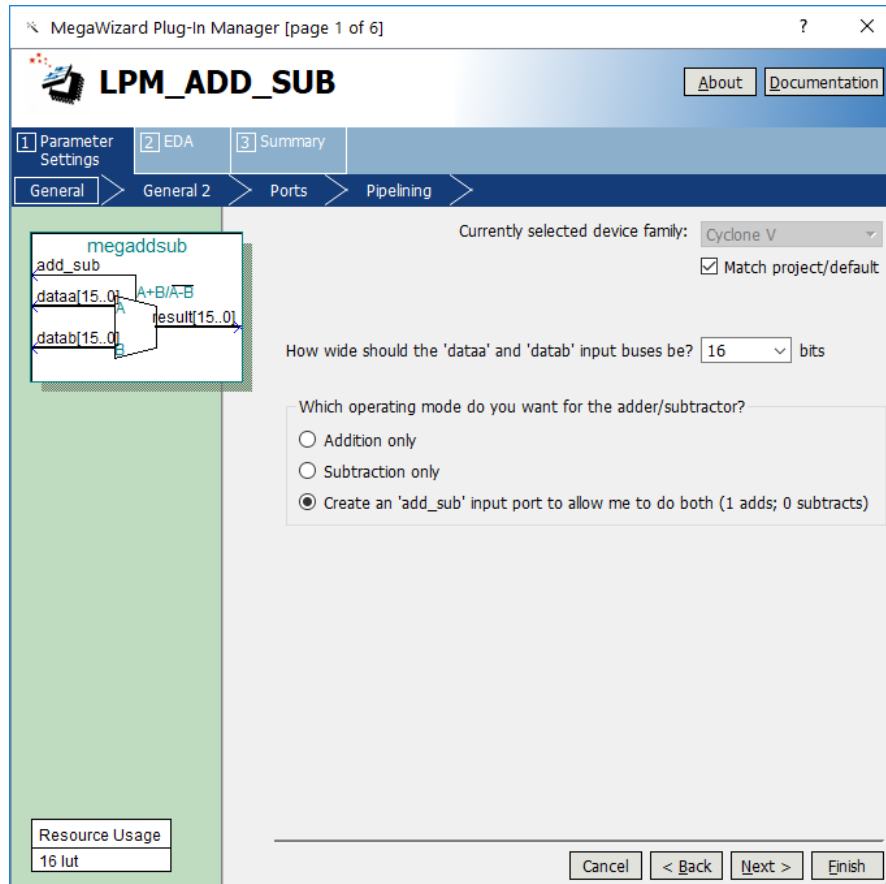 MegaWizard Plug-In Manager [page 1 of 6] ? ×
LPM_ADD_SUB
About Documentation
1 Parameter Settings
2 EDA
3 Summary
General General 2 Ports Pipelining
megaddsub
add_sub
A+B/A-B
dataa[15..0]
A
result[15..0]
datab[15..0]
B
Currently selected device family: Cyclone V
Match project/default
How wide should the 'dataa' and 'datab' input buses be? 16 bits
Which operating mode do you want for the adder/subtractor?
Addition only
Subtraction only
Create an 'add_sub' input port to allow me to do both (1 adds; 0 subtracts)
Resource Usage
16 lut
Cancel < Back Next > Finish